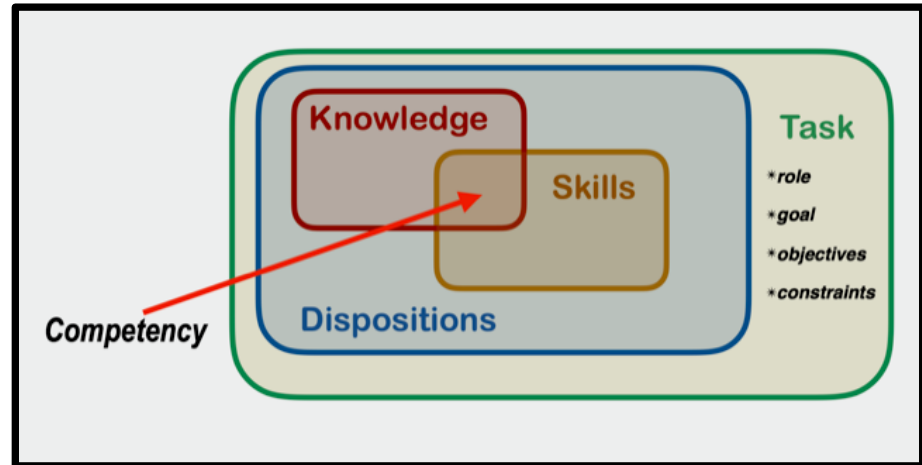 Knowledge
Task
Skills
*role
*goal
*objectives
*constraints
Dispositions
Competency